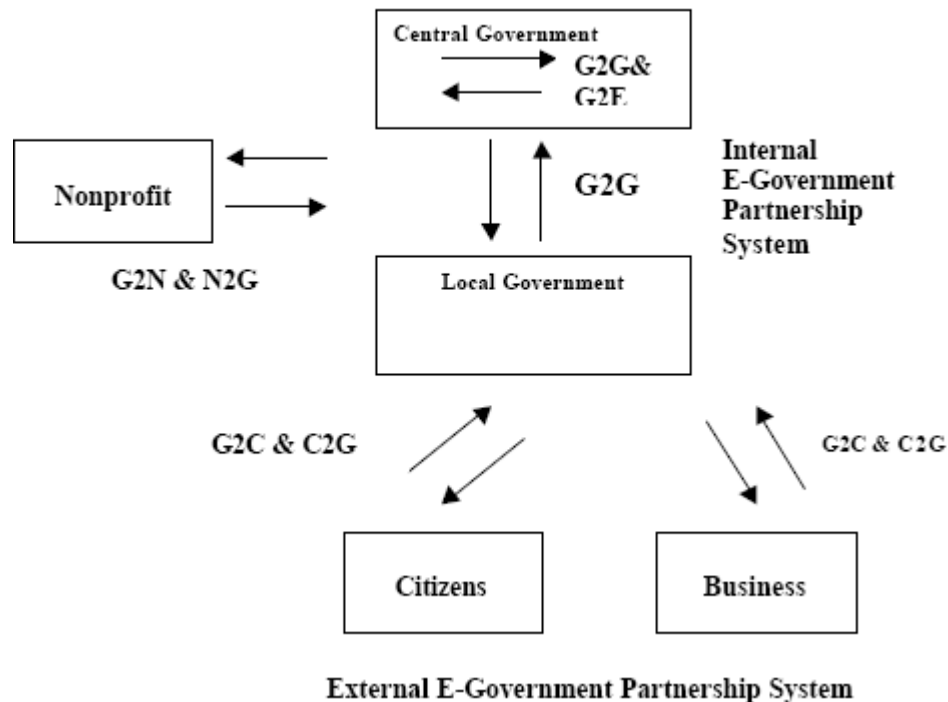 Central Government
G2G&
G2E
Nonprofit
G2N & N2G
G2G
Internal
E-Government
Partnership
System
Local Government
G2C & C2G
G2C & C2G
Citizens
Business
External E-Government Partnership System